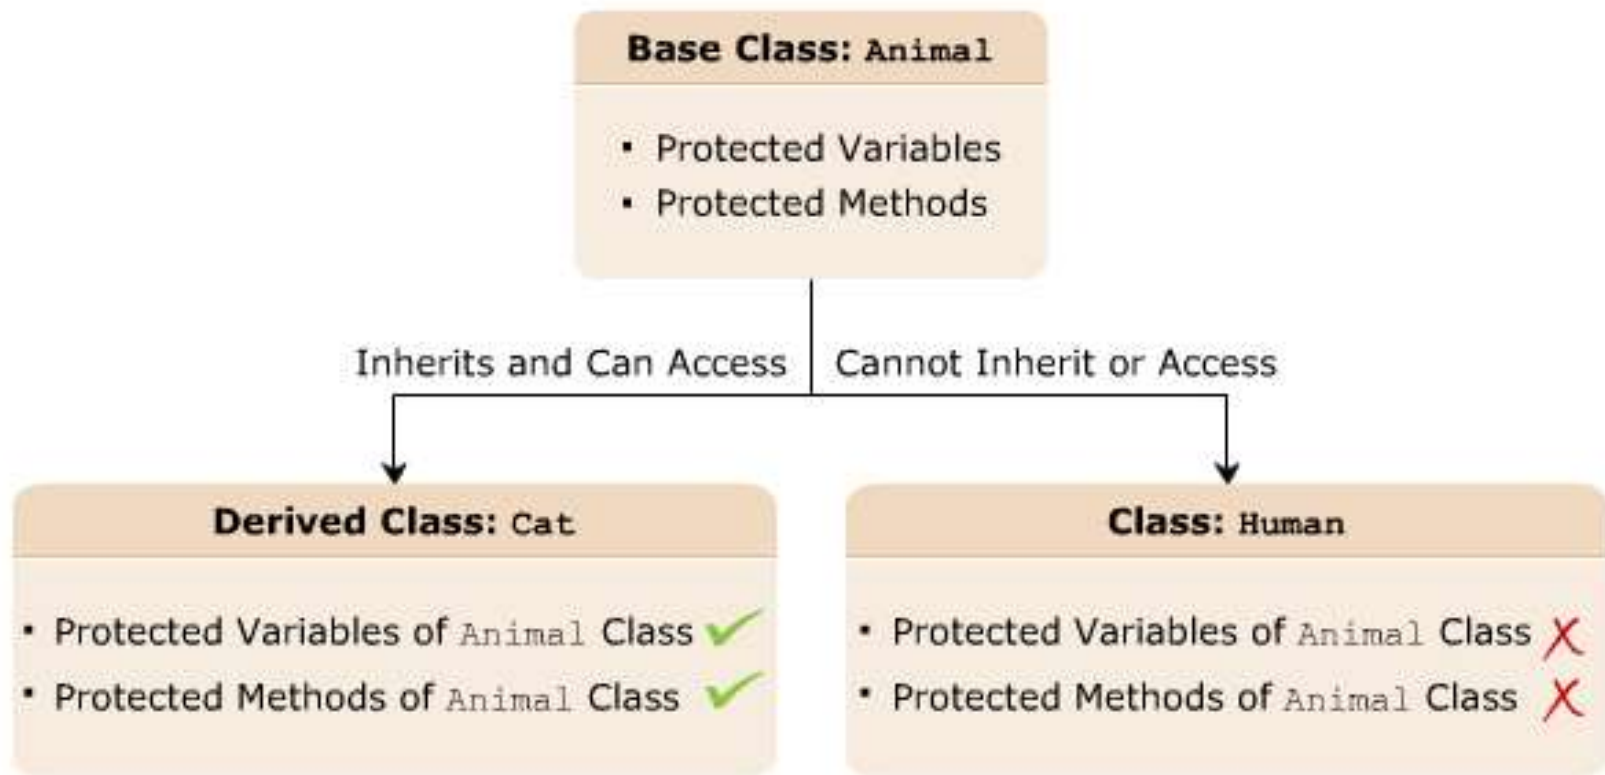 Base Class: Animal
▪ Protected Variables
▪ Protected Methods
Inherits and Can Access
Cannot Inherit or Access
Derived Class: Cat
▪ Protected Variables of Animal Class ✓
▪ Protected Methods of Animal Class ✓
Class: Human
▪ Protected Variables of Animal Class ✗
▪ Protected Methods of Animal Class ✗